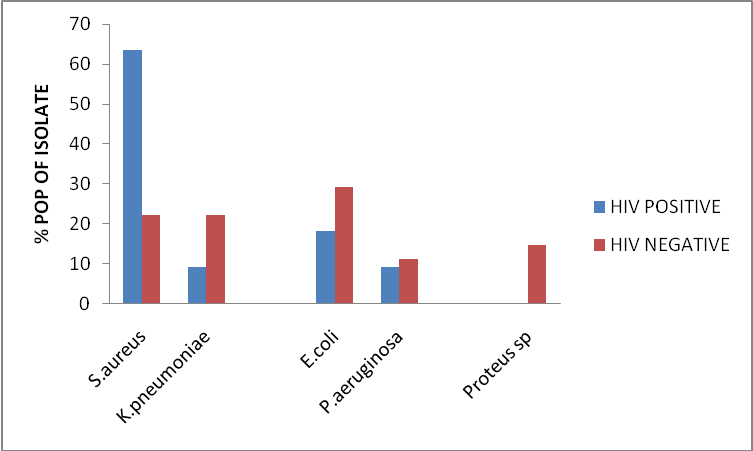 70
60
50
40
30
20
10
0
% POP OF ISOLATE
S.aureus
K.pneumoniae
E.coli
P.aeruginosa
Proteus sp
HIV POSITIVE
HIV NEGATIVE